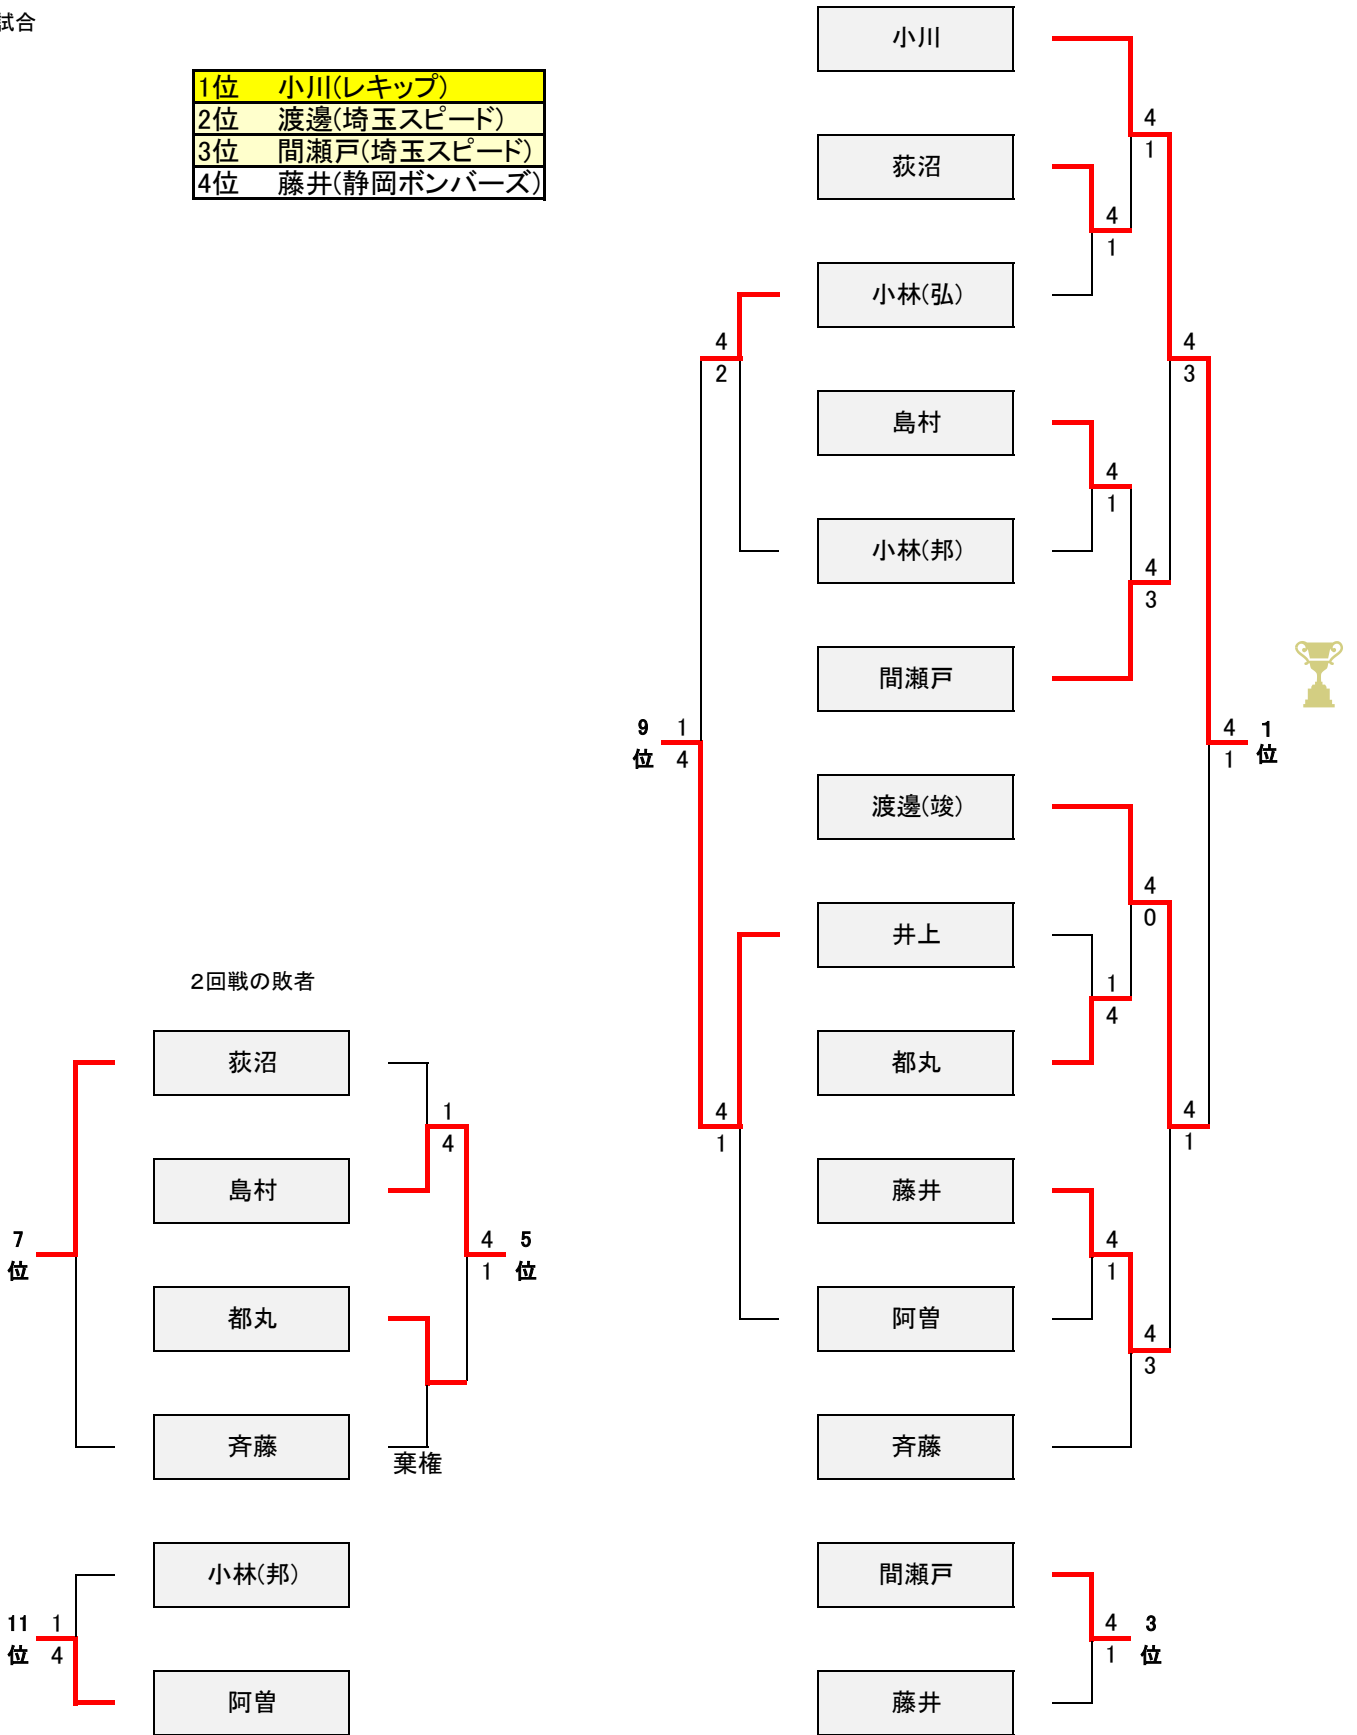 試合
1位 小川(レキップ)
2位 渡邊(埼玉スピード)
3位 間瀬戸(埼玉スピード)
4位 藤井(静岡ボンバーズ)
小川
4
1
荻沼
4
1
小林(弘)
4
2
4
3
島村
4
1
小林(邦)
4
3
間瀬戸
9
位
1
4
4
1
1
位
渡邊(竣)
4
0
井上
2回戦の敗者
1
4
荻沼
都丸
1
4
4
1
4
1
島村
藤井
7
位
4
1
5
位
4
1
都丸
阿曽
4
3
斉藤
棄権
斉藤
小林(邦)
間瀬戸
11
位
1
4
4
1
3
位
阿曽
藤井